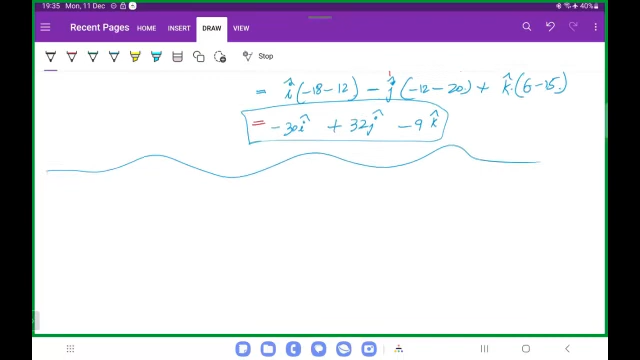 19:35 Mon, 11 Dec 40%
Recent Pages HOME INSERT DRAW VIEW
Stop
= î(-18-12) - ĵ(-12-20) + k̂(6-15)
= -30î + 32ĵ - 9k̂